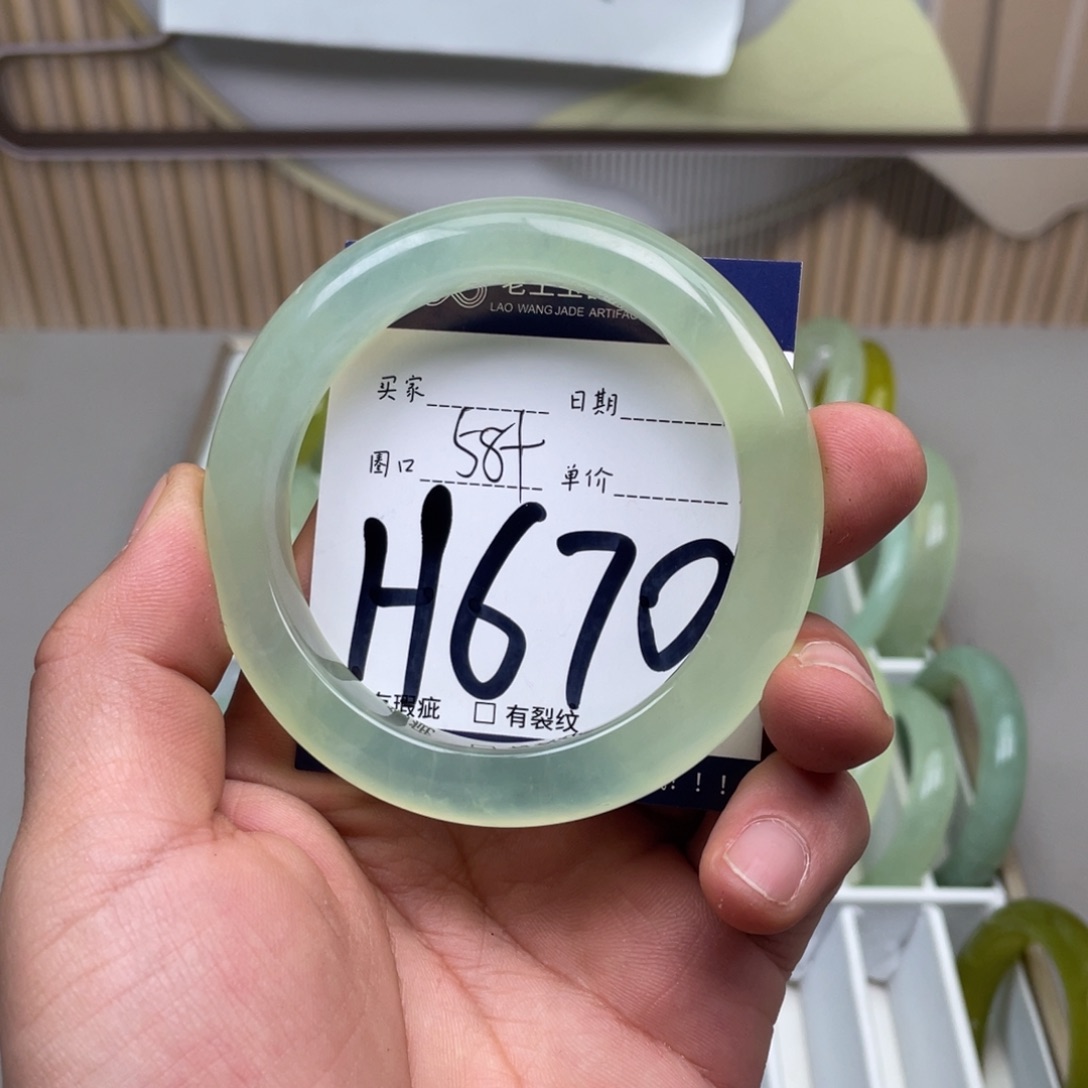 LAO WANG JADE ARTIFA
买家 日期
圈口 58+ 单价
H670
瑕疵 □ 有裂纹
!!